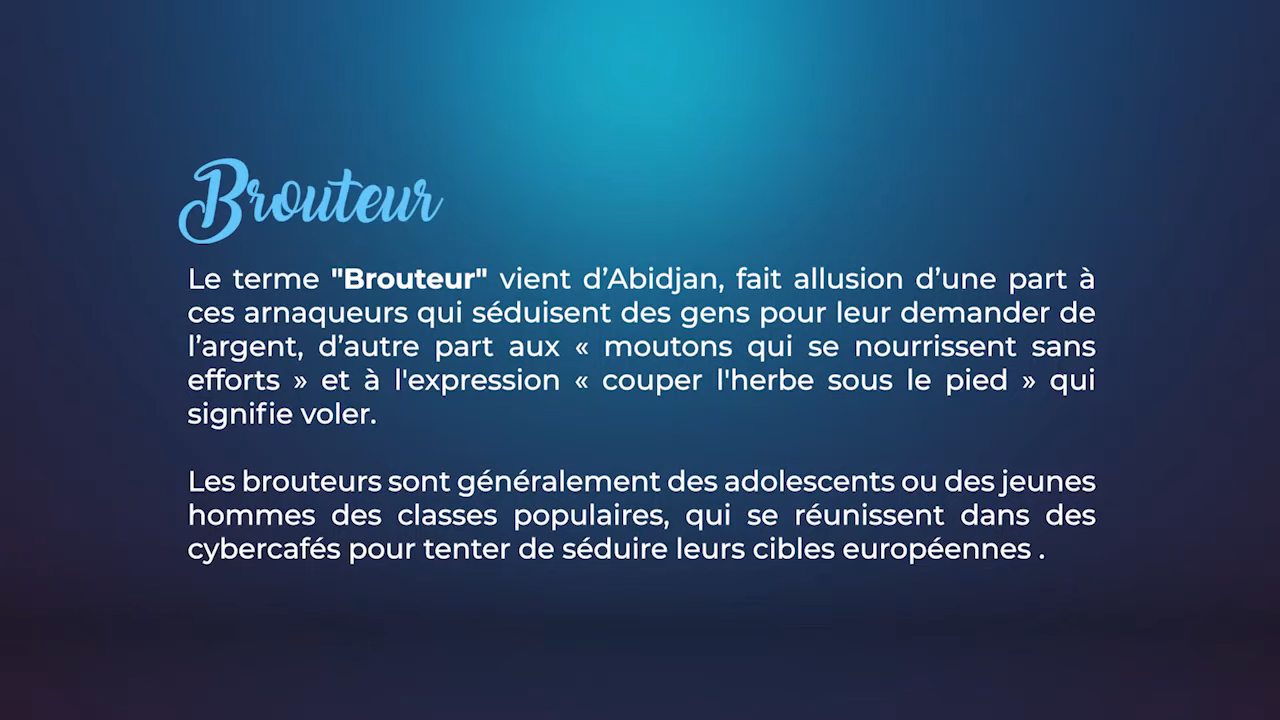 Brouteur
Le terme "Brouteur" vient d’Abidjan, fait allusion d’une part à
ces arnaqueurs qui séduisent des gens pour leur demander de
l’argent, d’autre part aux « moutons qui se nourrissent sans
efforts » et à l'expression « couper l'herbe sous le pied » qui
signifie voler.
Les brouteurs sont généralement des adolescents ou des jeunes
hommes des classes populaires, qui se réunissent dans des
cybercafés pour tenter de séduire leurs cibles européennes .